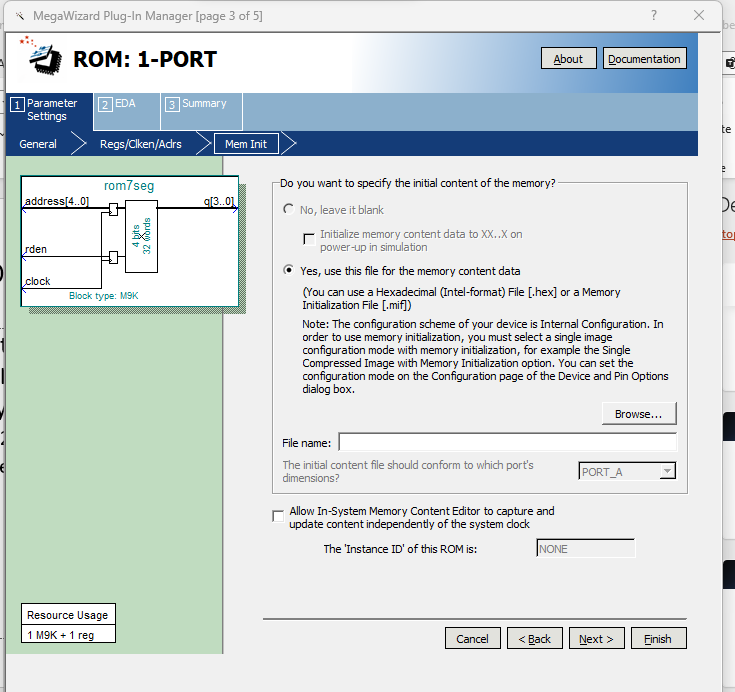 MegaWizard Plug-In Manager [page 3 of 5]
?
ROM: 1-PORT
About
Documentation
1 Parameter Settings
2 EDA
3 Summary
General
Regs/Clken/Aclrs
Mem Init
rom7seg
address[4..0]
q[3..0]
4 bits
32 words
rden
clock
Block type: M9K
Do you want to specify the initial content of the memory?
No, leave it blank
Initialize memory content data to XX..X on
power-up in simulation
Yes, use this file for the memory content data
(You can use a Hexadecimal (Intel-format) File [.hex] or a Memory
Initialization File [.mif])
Note: The configuration scheme of your device is Internal Configuration. In
order to use memory initialization, you must select a single image
configuration mode with memory initialization, for example the Single
Compressed Image with Memory Initialization option. You can set the
configuration mode on the Configuration page of the Device and Pin Options
dialog box.
Browse...
File name:
The initial content file should conform to which port's
dimensions?
PORT_A
Allow In-System Memory Content Editor to capture and
update content independently of the system clock
The 'Instance ID' of this ROM is:
NONE
Resource Usage
1 M9K + 1 reg
Cancel
< Back
Next >
Finish